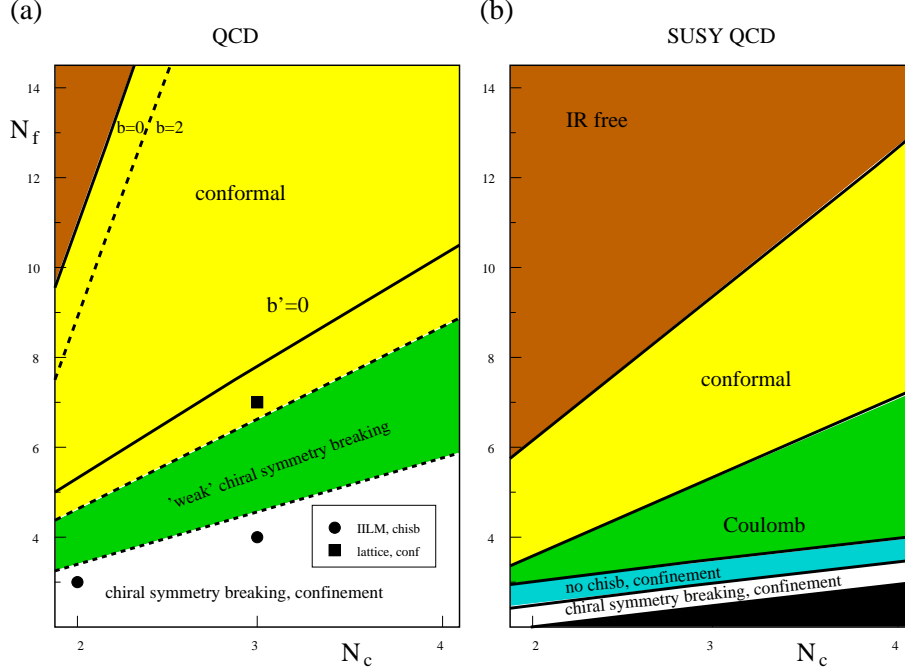 (a)
QCD
14
12
10
8
6
4
N_f
b=0
b=2
conformal
b'=0
'weak' chiral symmetry breaking
IILM, chisb
lattice, conf
chiral symmetry breaking, confinement
2
3
4
N_c
(b)
SUSY QCD
14
12
10
8
6
4
IR free
conformal
Coulomb
no chisb, confinement
chiral symmetry breaking, confinement
2
3
4
N_c